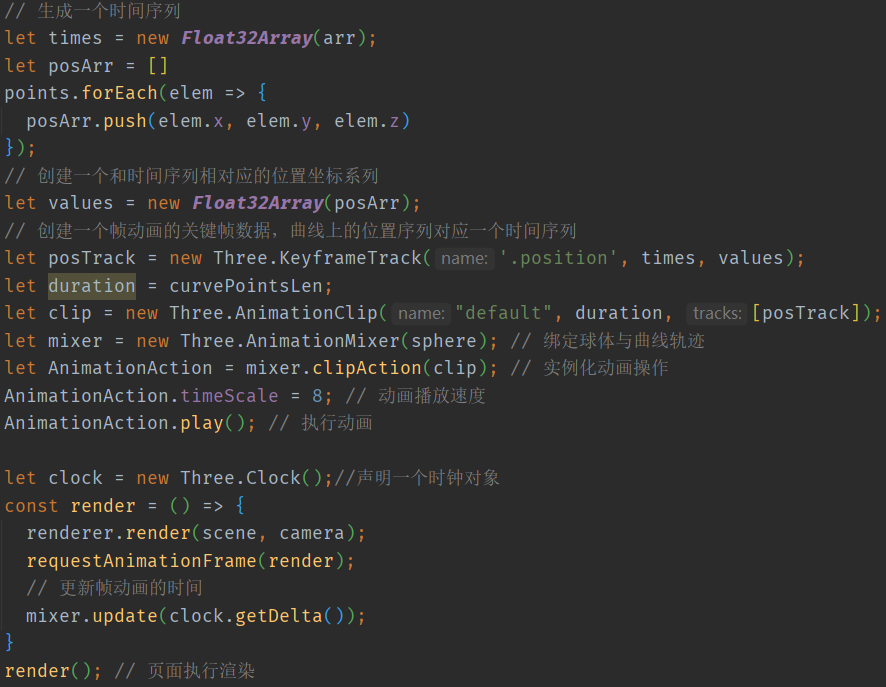 // 生成一个时间序列
let times = new Float32Array(arr);
let posArr = []
points.forEach(elem => {
  posArr.push(elem.x, elem.y, elem.z)
});
// 创建一个和时间序列相对应的位置坐标系列
let values = new Float32Array(posArr);
// 创建一个帧动画的关键帧数据，曲线上的位置序列对应一个时间序列
let posTrack = new Three.KeyframeTrack( name: '.position', times, values);
let duration = curvePointsLen;
let clip = new Three.AnimationClip( name: "default", duration, tracks: [posTrack]);
let mixer = new Three.AnimationMixer(sphere); // 绑定球体与曲线轨迹
let AnimationAction = mixer.clipAction(clip); // 实例化动画操作
AnimationAction.timeScale = 8; // 动画播放速度
AnimationAction.play(); // 执行动画
let clock = new Three.Clock();//声明一个时钟对象
const render = () => {
  renderer.render(scene, camera);
  requestAnimationFrame(render);
  // 更新帧动画的时间
  mixer.update(clock.getDelta());
}
render(); // 页面执行渲染